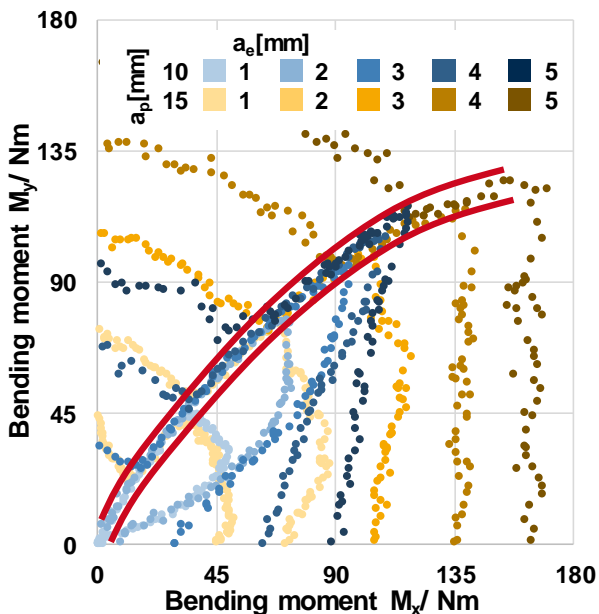 180
a_e[mm]
a_p[mm]
10 1 2 3 4 5
15 1 2 3 4 5
135
90
45
0
Bending moment M_y/ Nm
0 45 90 135 180
Bending moment M_x/ Nm